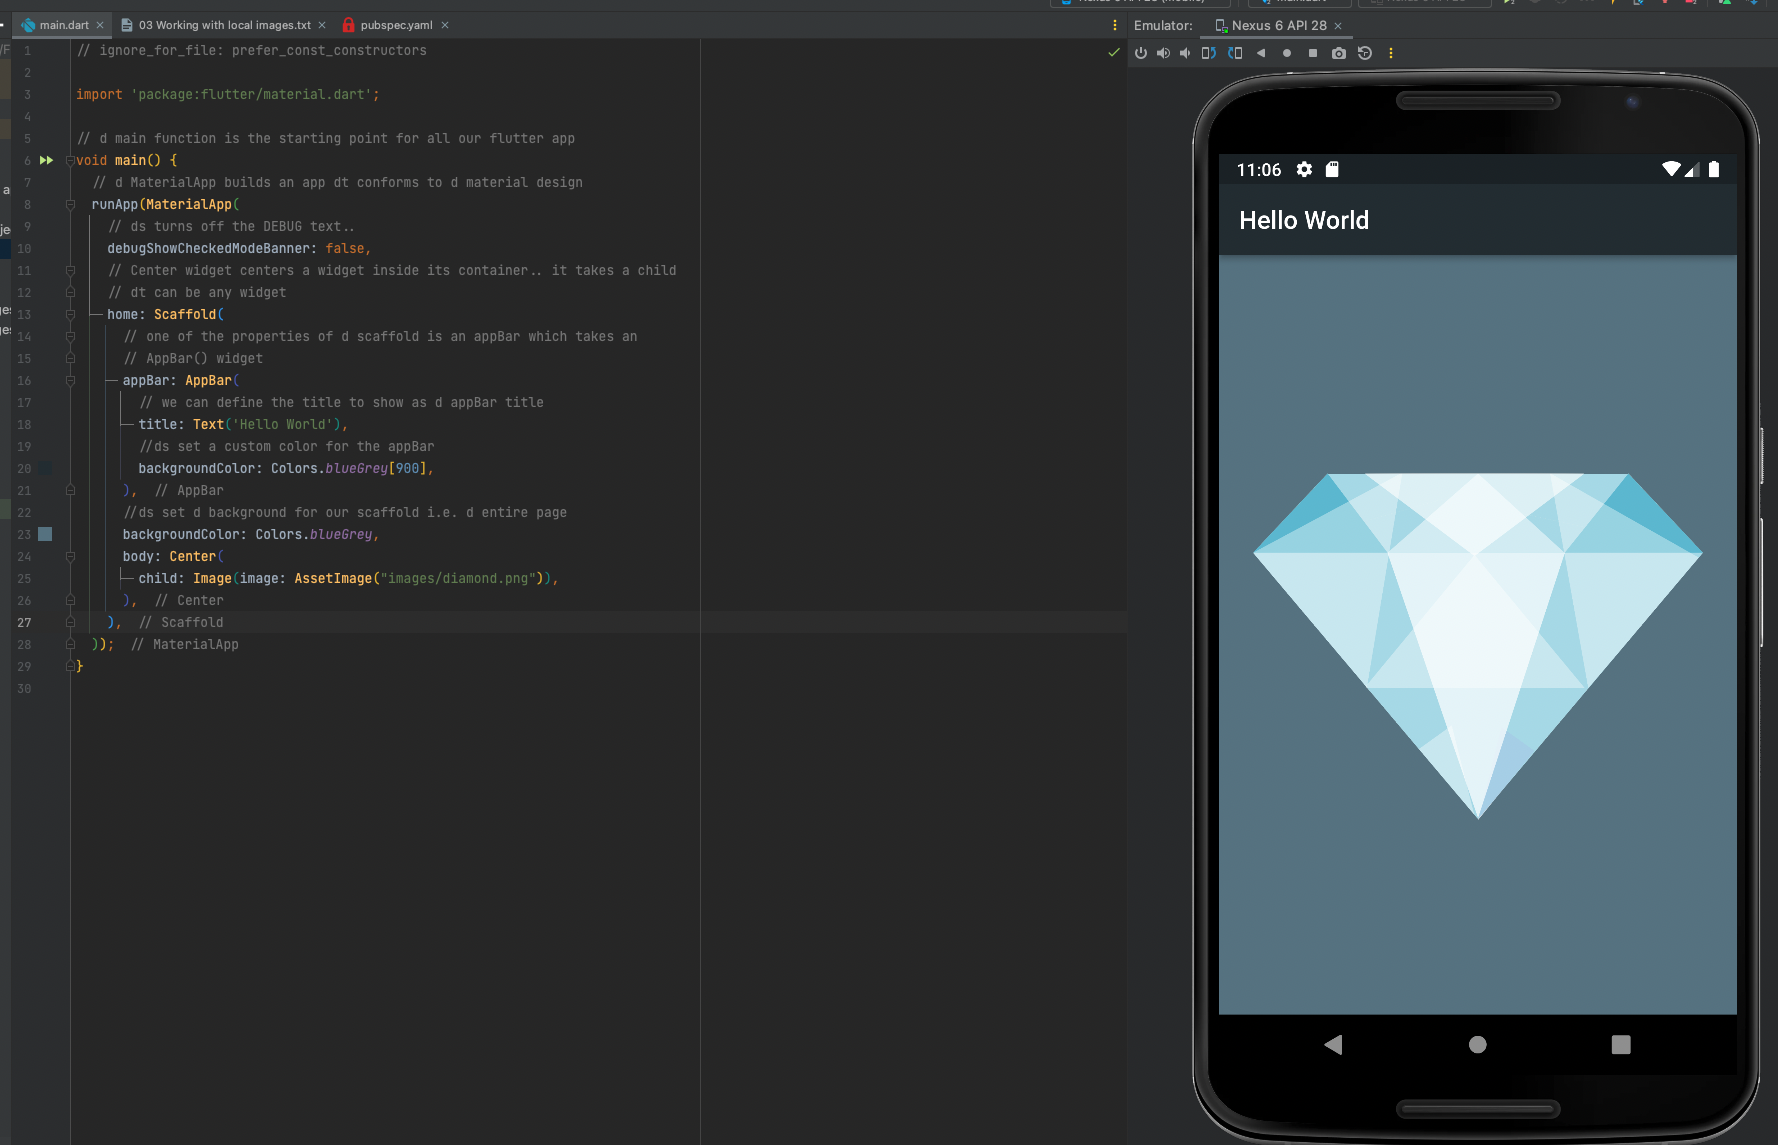 main.dart
03 Working with local images.txt
pubspec.yaml
Emulator:
Nexus 6 API 28
1 // ignore_for_file: prefer_const_constructors
2
3 import 'package:flutter/material.dart';
4
5 // d main function is the starting point for all our flutter app
6 void main() {
7 // d MaterialApp builds an app dt conforms to d material design
8 runApp(MaterialApp(
9 // ds turns off the DEBUG text..
10 debugShowCheckedModeBanner: false,
11 // Center widget centers a widget inside its container.. it takes a child
12 // dt can be any widget
13 home: Scaffold(
14 // one of the properties of d scaffold is an appBar which takes an
15 // AppBar() widget
16 appBar: AppBar(
17 // we can define the title to show as d appBar title
18 title: Text('Hello World'),
19 //ds set a custom color for the appBar
20 backgroundColor: Colors.blueGrey[900],
21 ), // AppBar
22 //ds set d background for our scaffold i.e. d entire page
23 backgroundColor: Colors.blueGrey,
24 body: Center(
25 child: Image(image: AssetImage("images/diamond.png")),
26 ), // Center
27 ), // Scaffold
28 )); // MaterialApp
29 }
30
11:06
Hello World